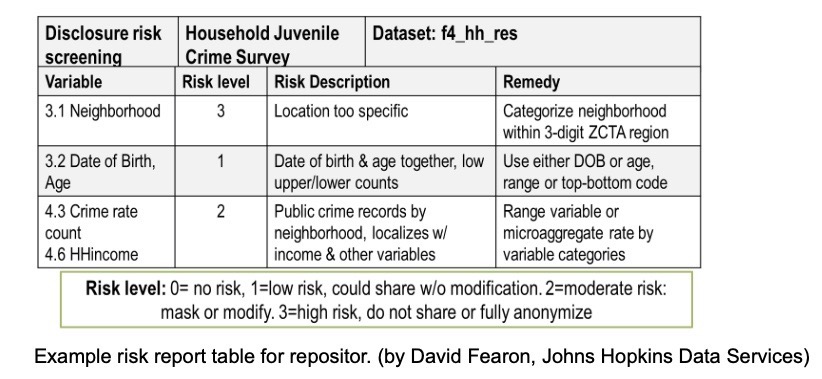 Disclosure risk screening
Household Juvenile Crime Survey
Dataset: f4_hh_res
Variable
Risk level
Risk Description
Remedy
3.1 Neighborhood
3
Location too specific
Categorize neighborhood
within 3-digit ZCTA region
3.2 Date of Birth,
Age
1
Date of birth & age together, low
upper/lower counts
Use either DOB or age,
range or top-bottom code
4.3 Crime rate
count
4.6 HHincome
2
Public crime records by
neighborhood, localizes w/
income & other variables
Range variable or
microaggregate rate by
variable categories
Risk level: 0= no risk, 1=low risk, could share w/o modification. 2=moderate risk:
mask or modify. 3=high risk, do not share or fully anonymize
Example risk report table for repositor. (by David Fearon, Johns Hopkins Data Services)